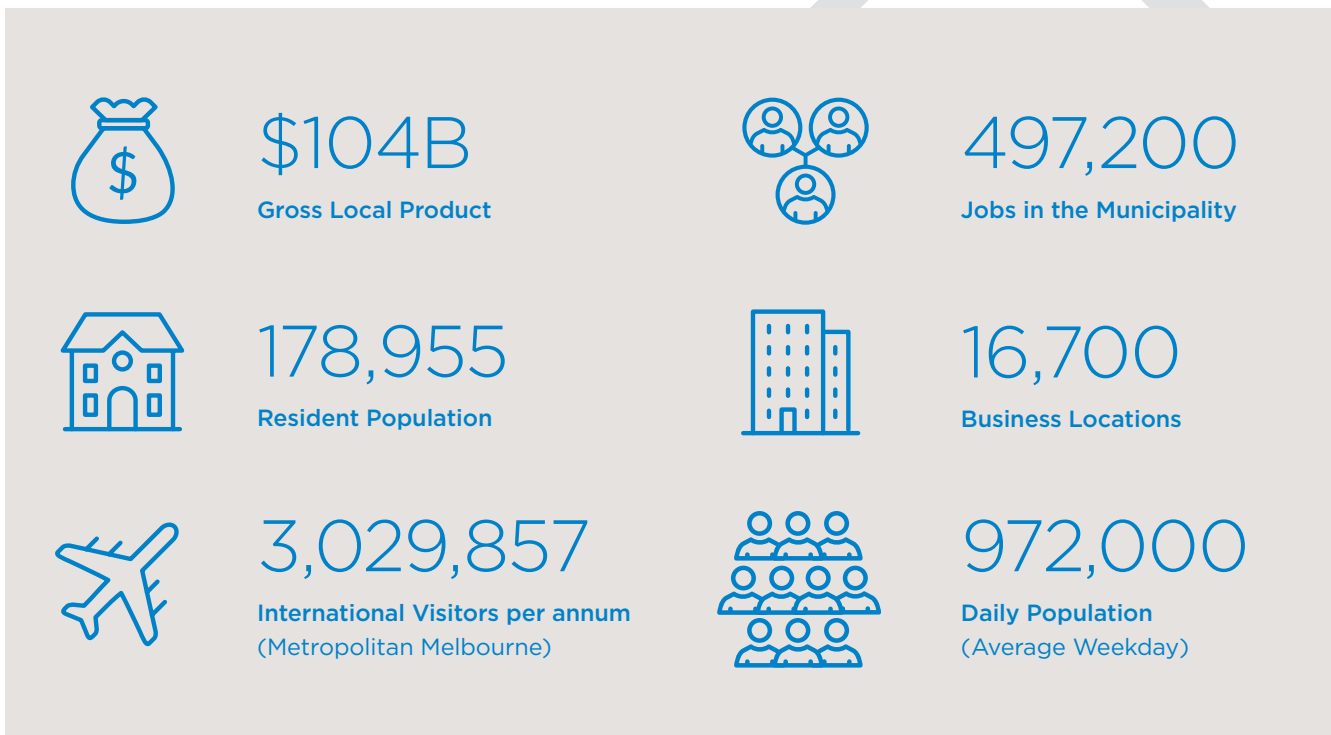 $
$104B
Gross Local Product
497,200
Jobs in the Municipality
178,955
Resident Population
16,700
Business Locations
3,029,857
International Visitors per annum
(Metropolitan Melbourne)
972,000
Daily Population
(Average Weekday)